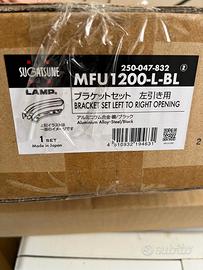 SUGATSUNE
LAMP
250-047-832
MFU1200-L-BL
ブラケットセット 左引き用
BRACKET SET LEFT TO RIGHT OPENING
アルミニウム合金・鋼/ブラック
Aluminium Alloy・Steel/Black
1 SET
Made in Japan
4 510932 194631
2
subito